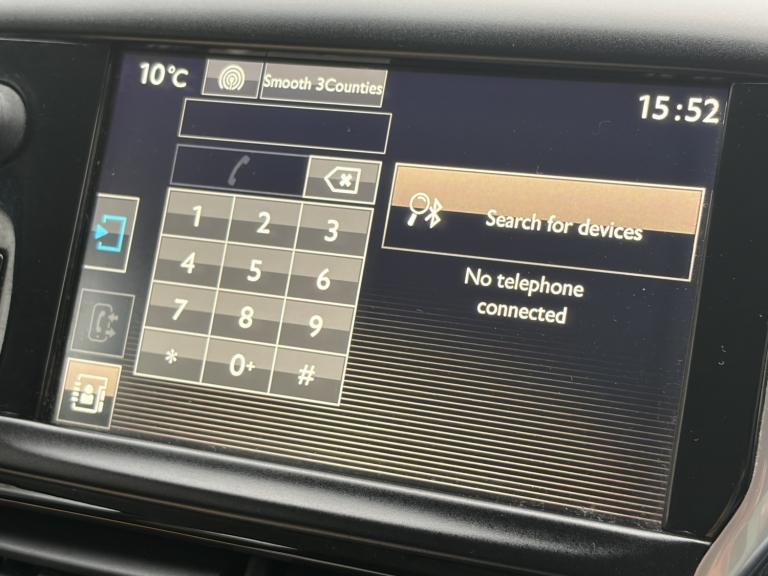 10°C
Smooth 3Counties
15:52
Search for devices
No telephone
connected
1 2 3
4 5 6
7 8 9
* 0+ #